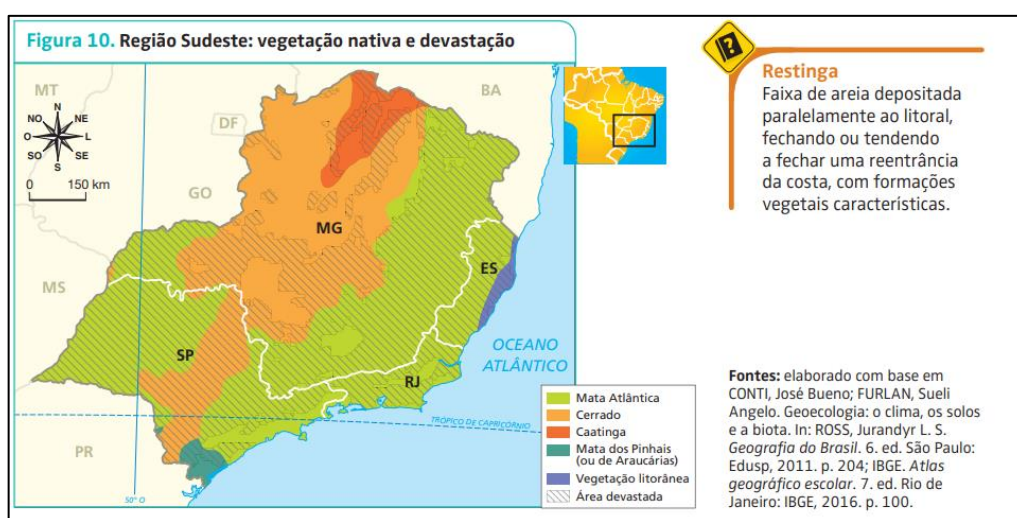 Figura 10. Região Sudeste: vegetação nativa e devastação
MT
BA
DF
N
NO
NE
O
L
SO
SE
S
0 150 km
GO
MG
MS
ES
SP
OCEANO
ATLÂNTICO
RJ
TRÓPICO DE CAPRICÓRNIO
PR
50° O
Mata Atlântica
Cerrado
Caatinga
Mata dos Pinhais
(ou de Araucárias)
Vegetação litorânea
Área devastada
?
Restinga
Faixa de areia depositada
paralelamente ao litoral,
fechando ou tendendo
a fechar uma reentrância
da costa, com formações
vegetais características.
Fontes: elaborado com base em
CONTI, José Bueno; FURLAN, Sueli
Angelo. Geoecologia: o clima, os solos
e a biota. In: ROSS, Jurandyr L. S.
Geografia do Brasil. 6. ed. São Paulo:
Edusp, 2011. p. 204; IBGE. Atlas
geográfico escolar. 7. ed. Rio de
Janeiro: IBGE, 2016. p. 100.